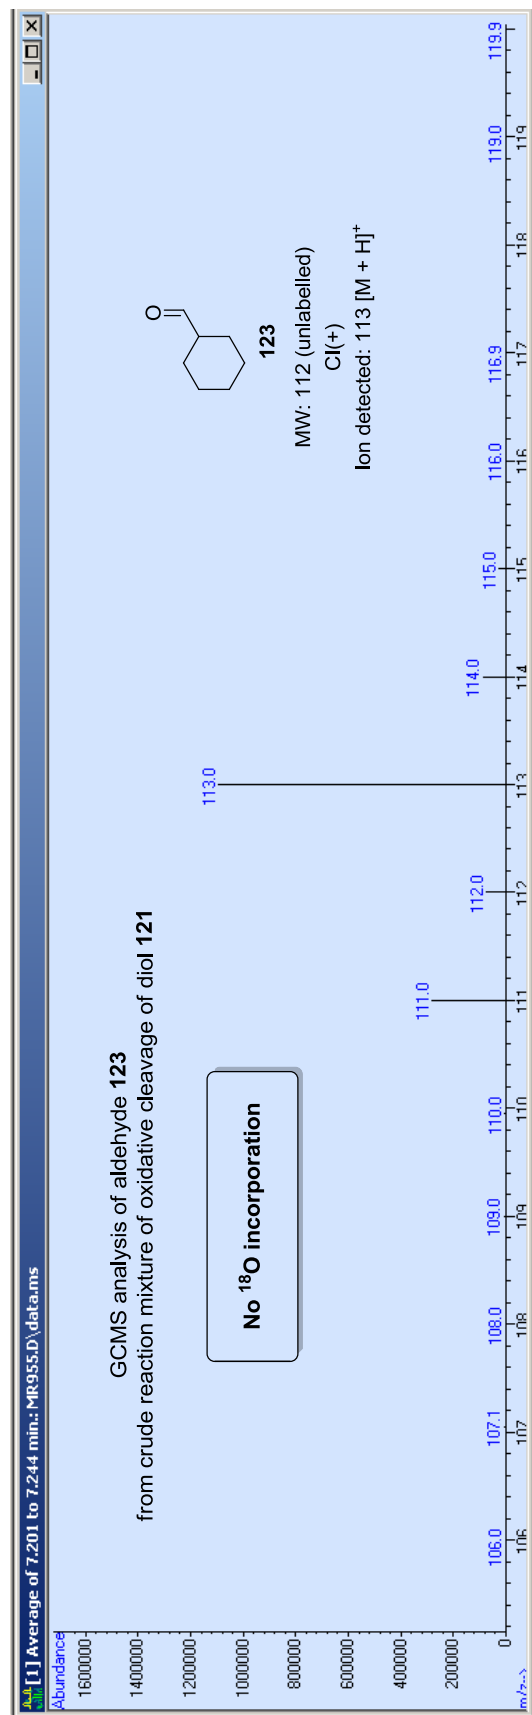 [1] Average of 7.201 to 7.244 min.: MR955.D\data.ms
Abundance
1600000
1400000
1200000
1000000
800000
600000
400000
200000
0
GCMS analysis of aldehyde 123
from crude reaction mixture of oxidative cleavage of diol 121
No ¹⁸O incorporation
O
123
MW: 112 (unlabelled)
CI(+)
Ion detected: 113 [M + H]⁺
106.0 107.1 108.0 109.0 110.0 111.0 112.0 113.0 114.0 115.0 116.0 116.9 119.0 119.9
106 107 108 109 110 111 112 113 114 115 116 117 118 119
m/z-->